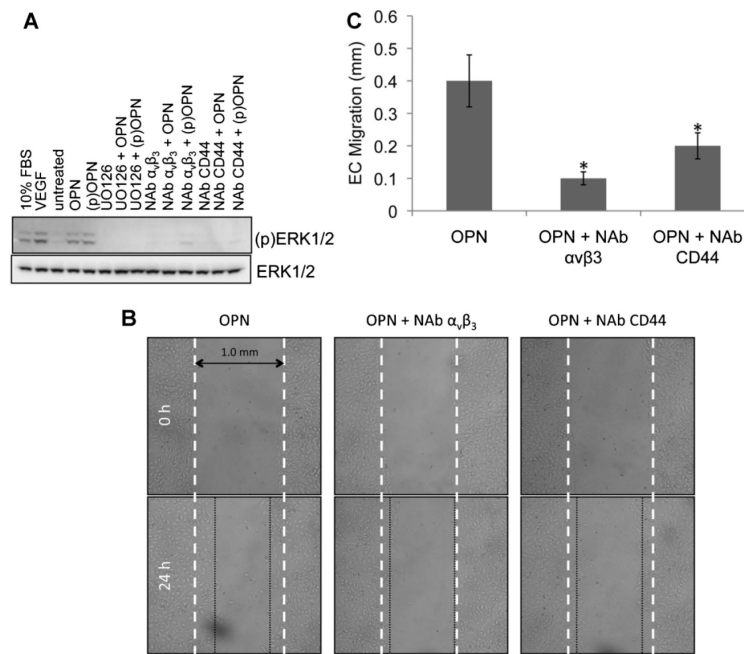 A
10% FBS
VEGF
untreated
OPN
(p)OPN
UO126
UO126 + OPN
UO126 + (p)OPN
NAb αvβ3
NAb αvβ3 + OPN
NAb αvβ3 + (p)OPN
NAb CD44
NAb CD44 + OPN
NAb CD44 + (p)OPN
(p)ERK1/2
ERK1/2
C
EC Migration (mm)
0.6
0.5
0.4
0.3
0.2
0.1
0
*
*
OPN
OPN + NAb
αvβ3
OPN + NAb
CD44
B
OPN
OPN + NAb αvβ3
OPN + NAb CD44
1.0 mm
0 h
24 h